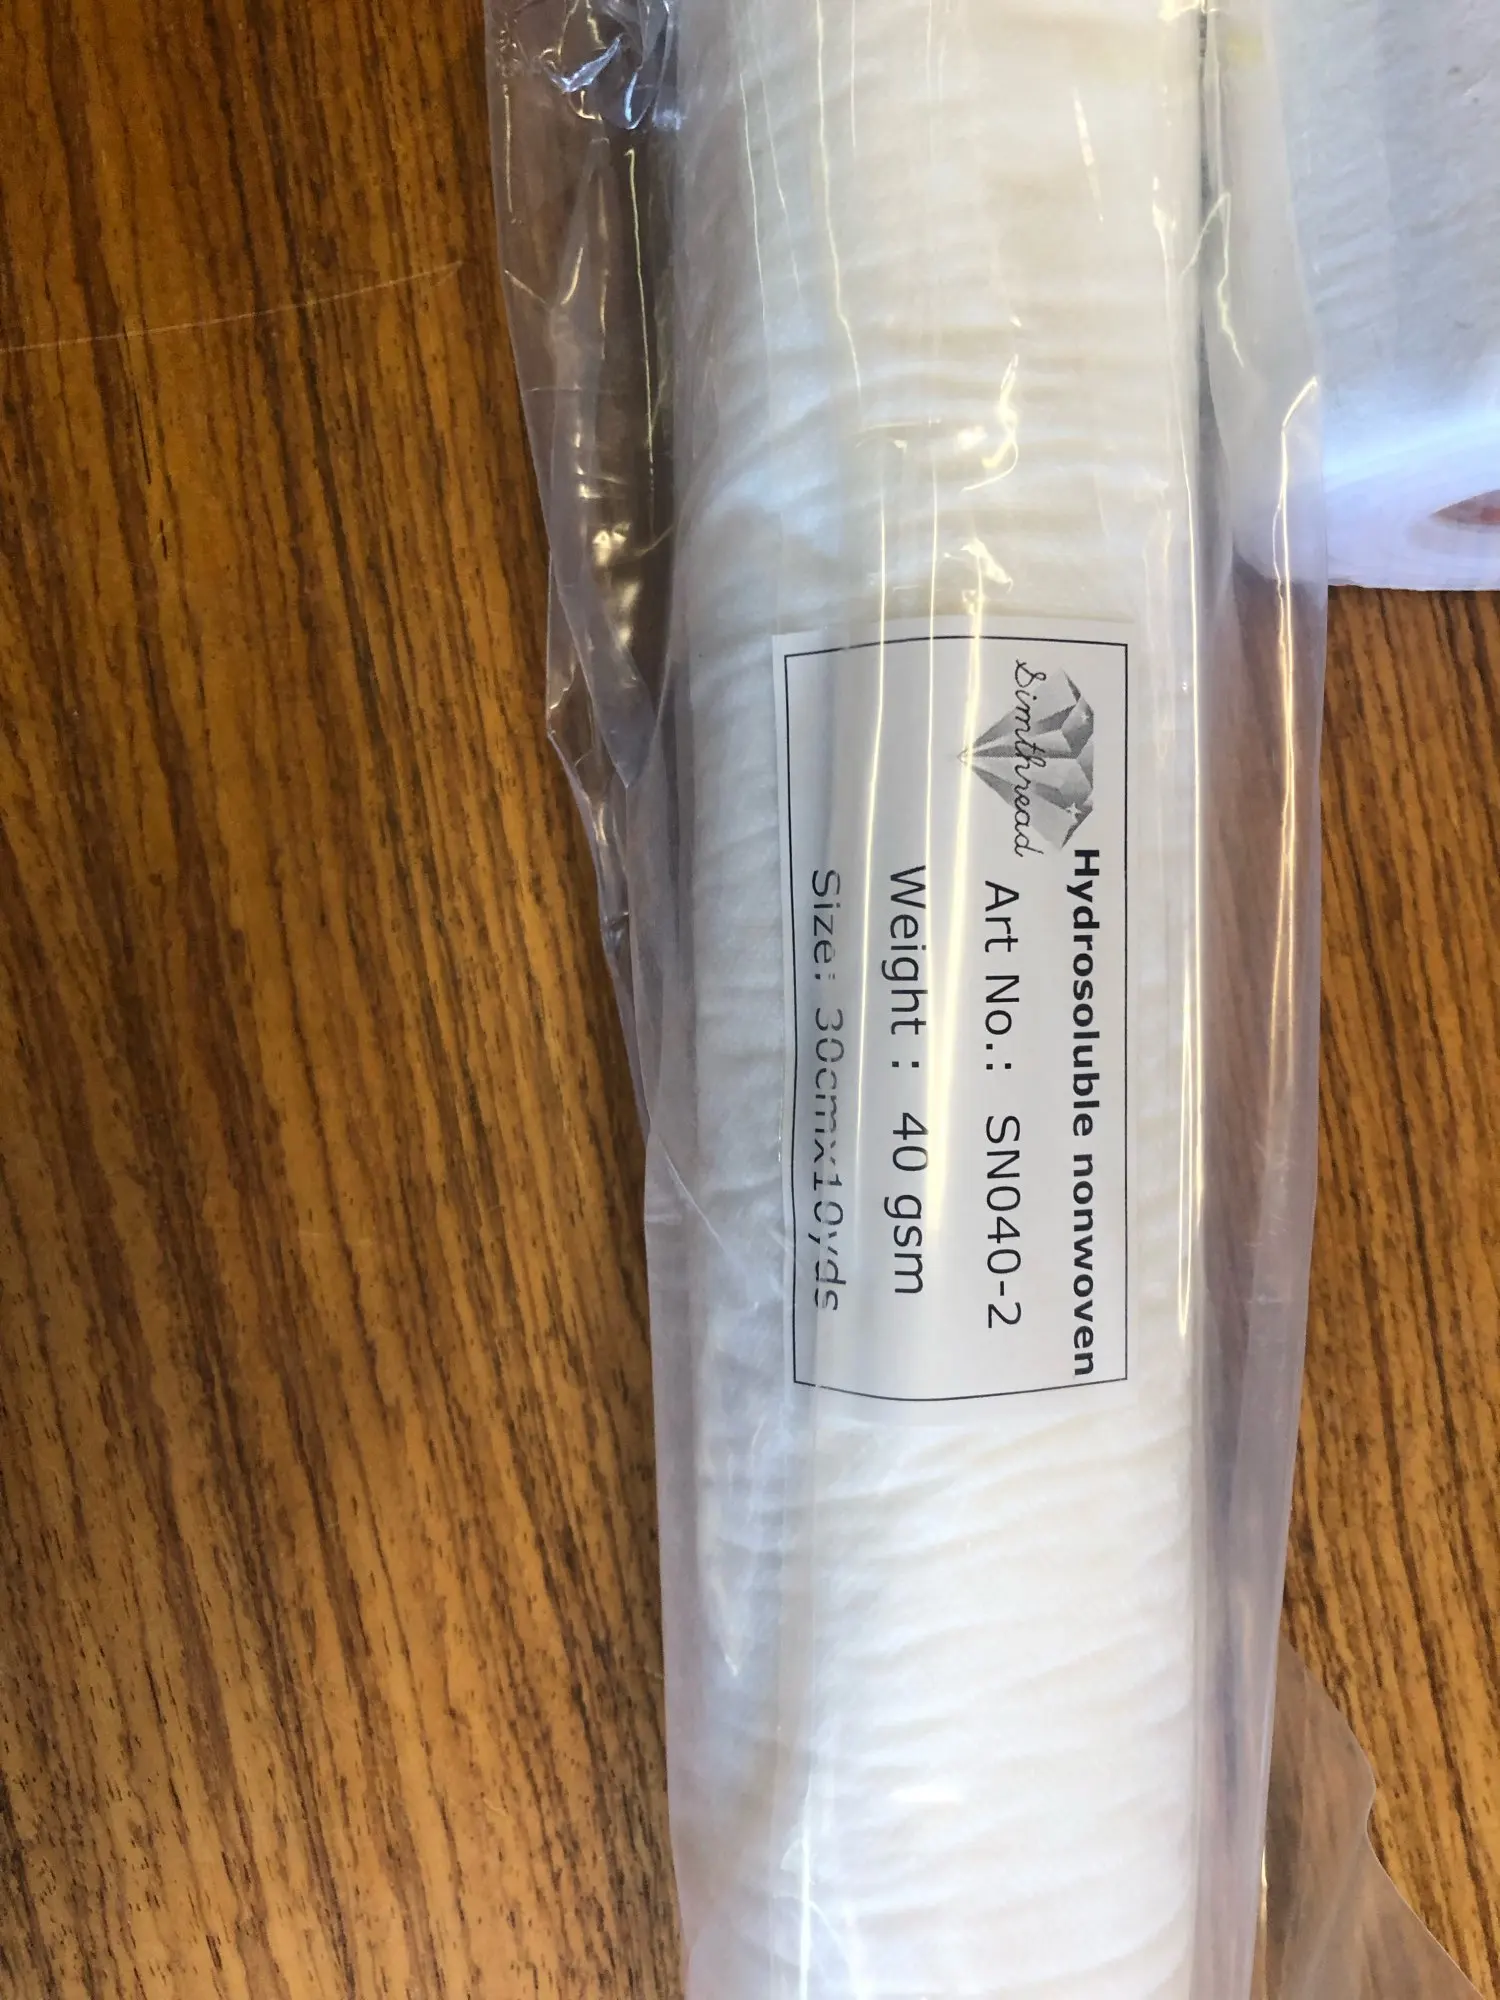 Simthread
Hydrosoluble nonwoven
Art No.: SN040-2
Weight : 40 gsm
Size: 30cmx10yds